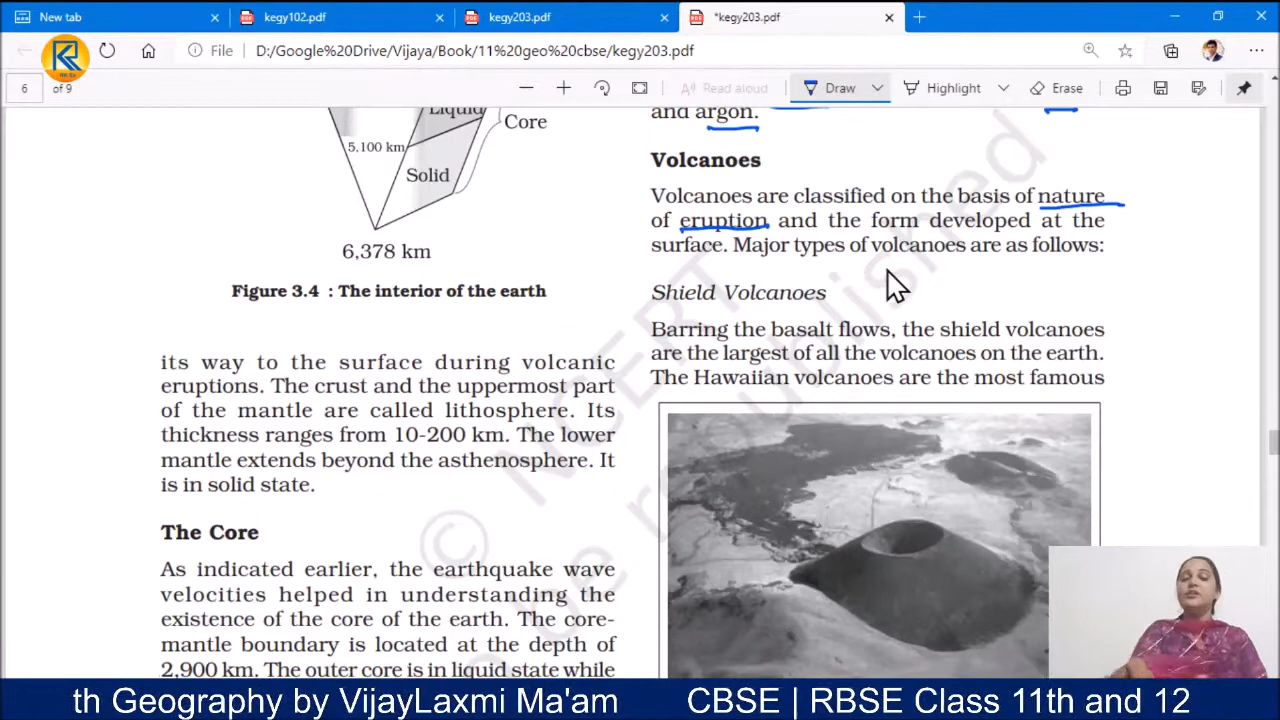 New tab
kegy102.pdf
kegy203.pdf
*kegy203.pdf
File
D:/Google%20Drive/Vijaya/Book/11%20geo%20cbse/kegy203.pdf
6
of 9
Read aloud
Draw
Highlight
Erase
Liquid
Core
5,100 km
Solid
6,378 km
Figure 3.4 : The interior of the earth
its way to the surface during volcanic
eruptions. The crust and the uppermost part
of the mantle are called lithosphere. Its
thickness ranges from 10-200 km. The lower
mantle extends beyond the asthenosphere. It
is in solid state.
The Core
As indicated earlier, the earthquake wave
velocities helped in understanding the
existence of the core of the earth. The core-
mantle boundary is located at the depth of
2,900 km. The outer core is in liquid state while
and argon.
Volcanoes
Volcanoes are classified on the basis of nature
of eruption and the form developed at the
surface. Major types of volcanoes are as follows:
Shield Volcanoes
Barring the basalt flows, the shield volcanoes
are the largest of all the volcanoes on the earth.
The Hawaiian volcanoes are the most famous
© NCERT
be republished
th Geography by VijayLaxmi Ma'am CBSE | RBSE Class 11th and 12